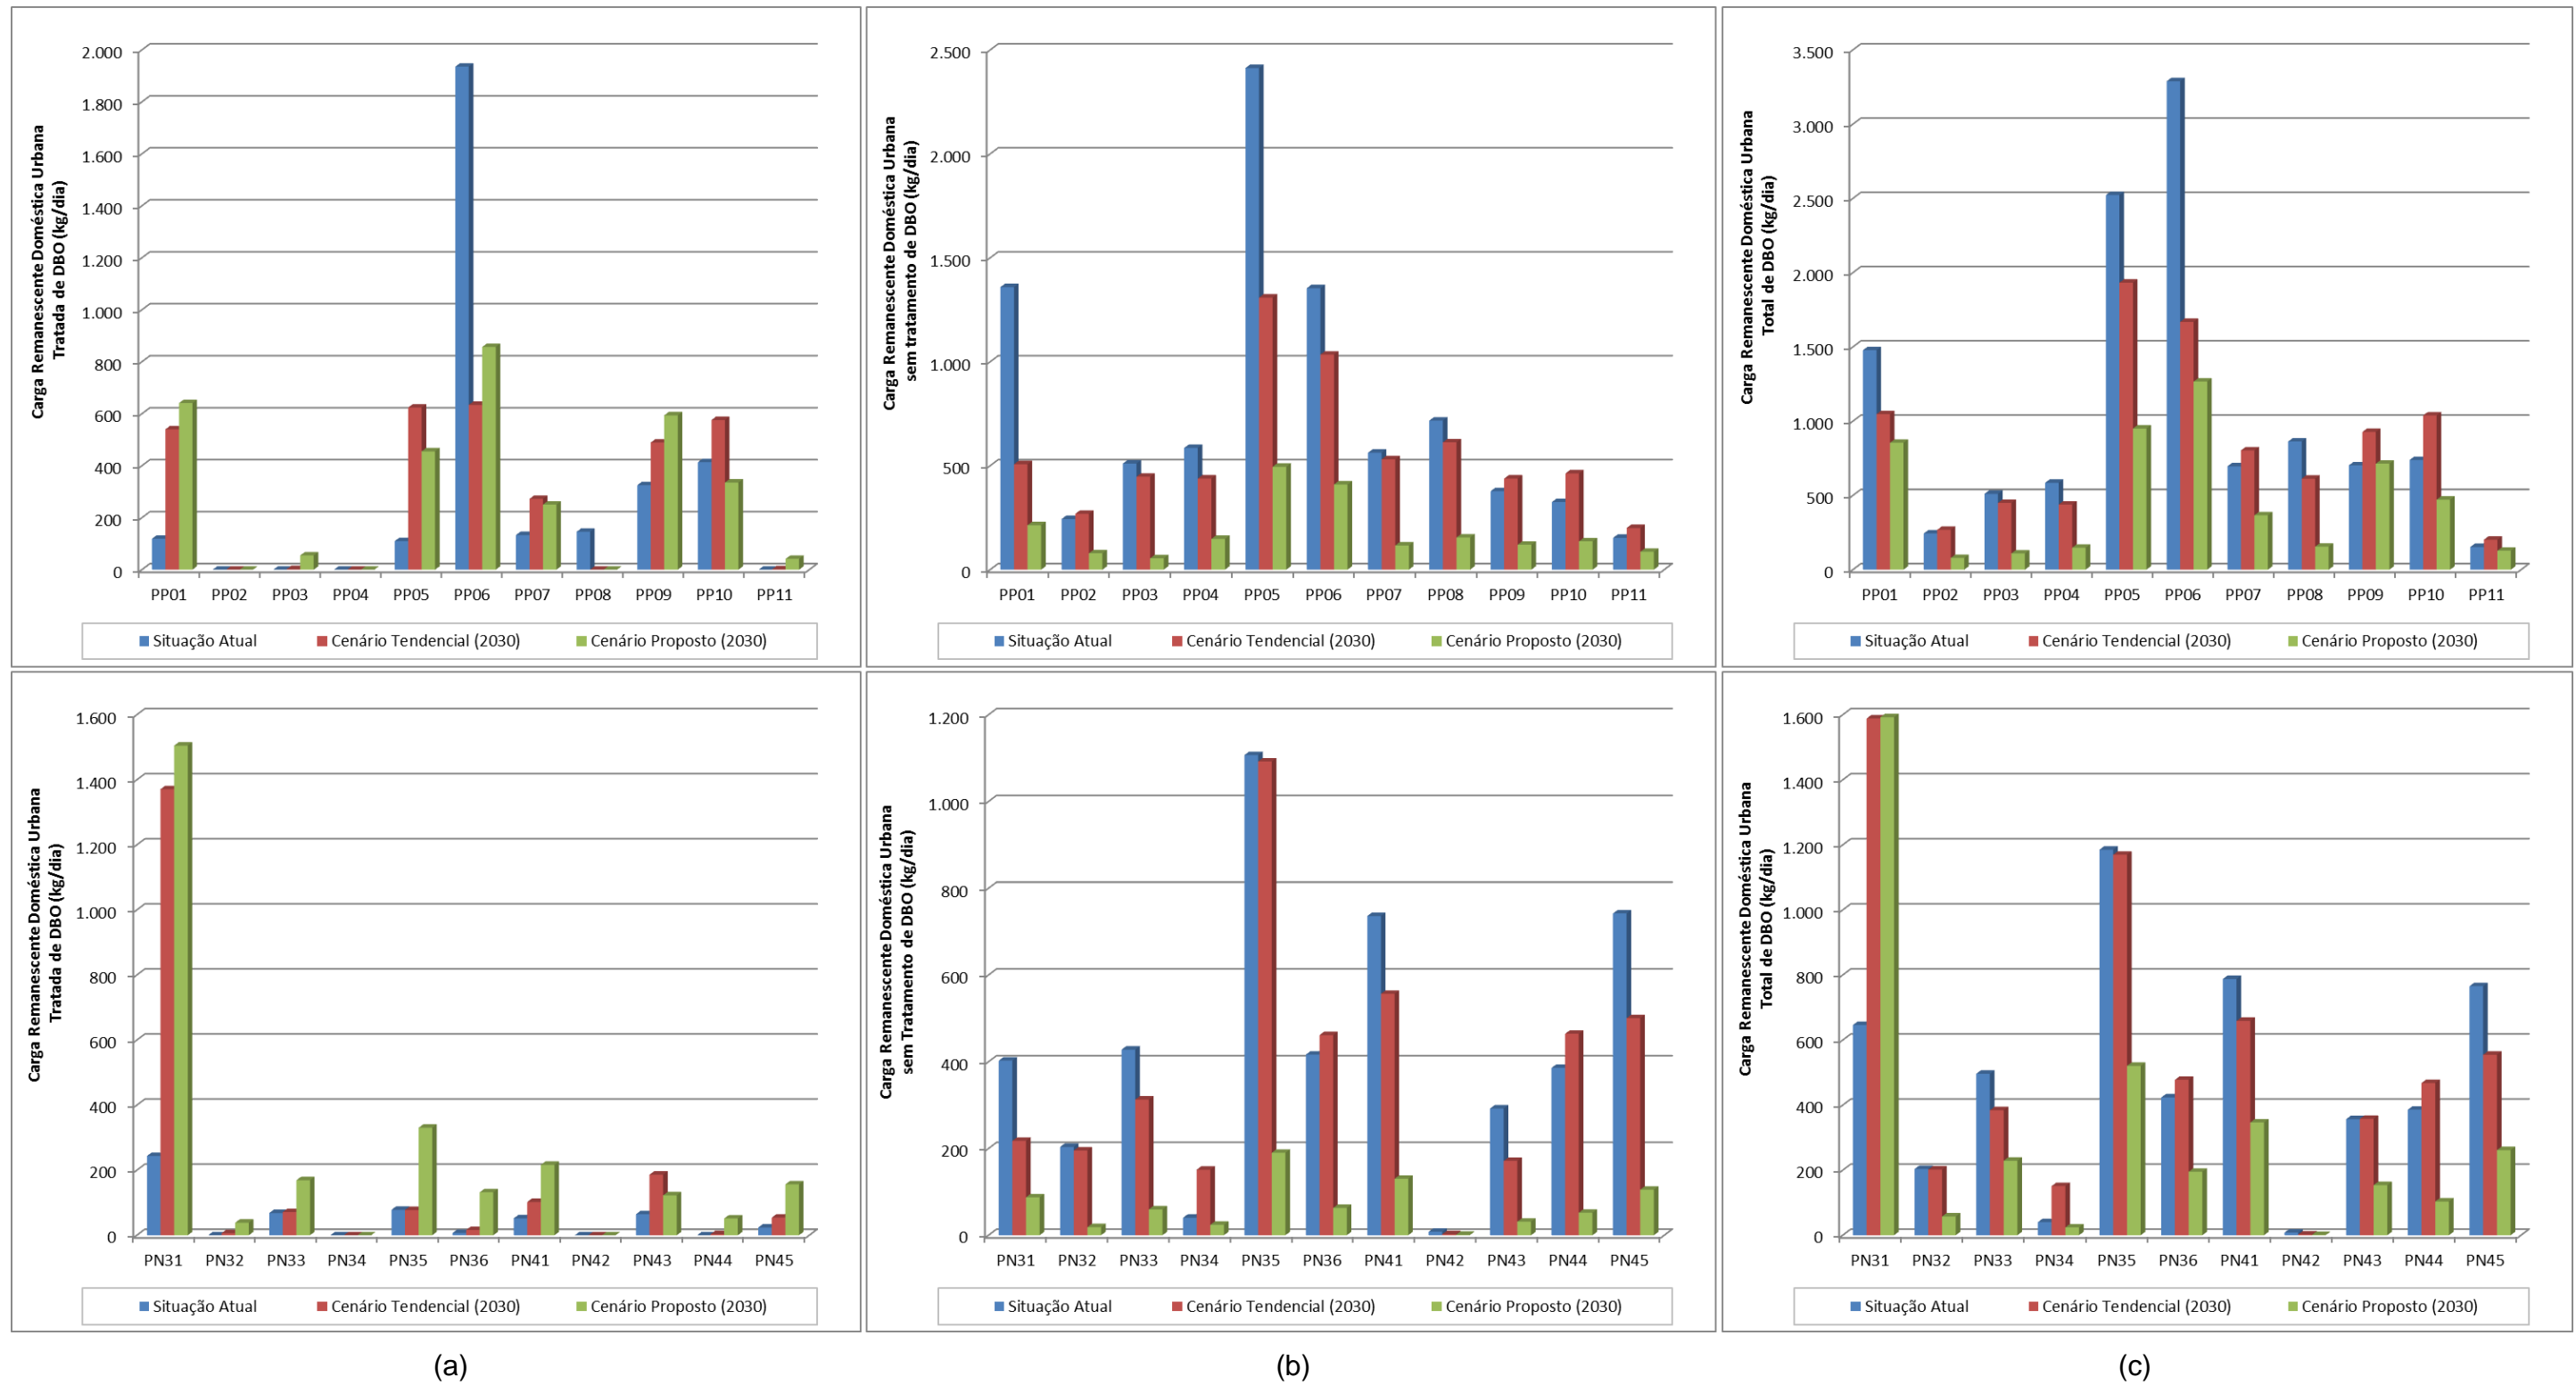 Carga Remanescente Doméstica Urbana
Tratada de DBO (kg/dia)
2.000
1.800
1.600
1.400
1.200
1.000
800
600
400
200
0
PP01 PP02 PP03 PP04 PP05 PP06 PP07 PP08 PP09 PP10 PP11
Situação Atual Cenário Tendencial (2030) Cenário Proposto (2030)
Carga Remanescente Doméstica Urbana
sem tratamento de DBO (kg/dia)
2.500
2.000
1.500
1.000
500
0
PP01 PP02 PP03 PP04 PP05 PP06 PP07 PP08 PP09 PP10 PP11
Situação Atual Cenário Tendencial (2030) Cenário Proposto (2030)
Carga Remanescente Doméstica Urbana
Total de DBO (kg/dia)
3.500
3.000
2.500
2.000
1.500
1.000
500
0
PP01 PP02 PP03 PP04 PP05 PP06 PP07 PP08 PP09 PP10 PP11
Situação Atual Cenário Tendencial (2030) Cenário Proposto (2030)
Carga Remanescente Doméstica Urbana
Tratada de DBO (kg/dia)
1.600
1.400
1.200
1.000
800
600
400
200
0
PN31 PN32 PN33 PN34 PN35 PN36 PN41 PN42 PN43 PN44 PN45
Situação Atual Cenário Tendencial (2030) Cenário Proposto (2030)
Carga Remanescente Doméstica Urbana
sem Tratamento de DBO (kg/dia)
1.200
1.000
800
600
400
200
0
PN31 PN32 PN33 PN34 PN35 PN36 PN41 PN42 PN43 PN44 PN45
Situação Atual Cenário Tendencial (2030) Cenário Proposto (2030)
Carga Remanescente Doméstica Urbana
Total de DBO (kg/dia)
1.600
1.400
1.200
1.000
800
600
400
200
0
PN31 PN32 PN33 PN34 PN35 PN36 PN41 PN42 PN43 PN44 PN45
Situação Atual Cenário Tendencial (2030) Cenário Proposto (2030)
(a) (b) (c)